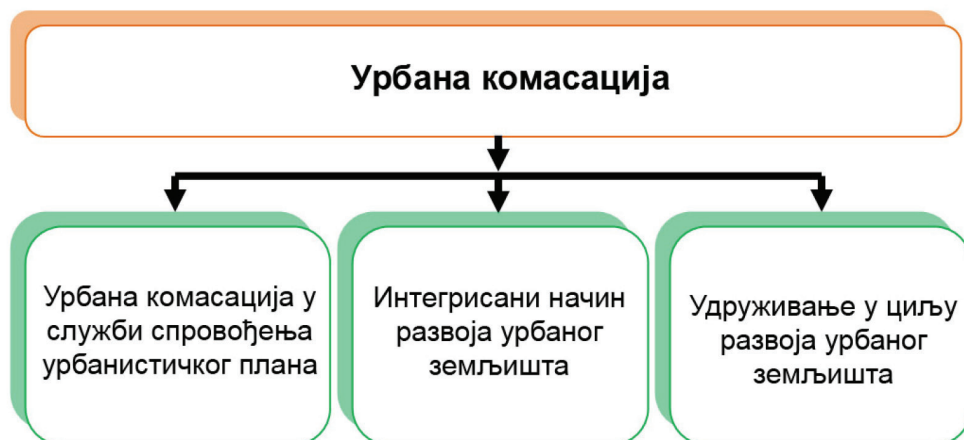 Урбана комасација
Урбана комасација у
служби спровођења
урбанистичког плана
Интегрисани начин
развоја урбаног
земљишта
Удруживање у циљу
развоја урбаног
земљишта